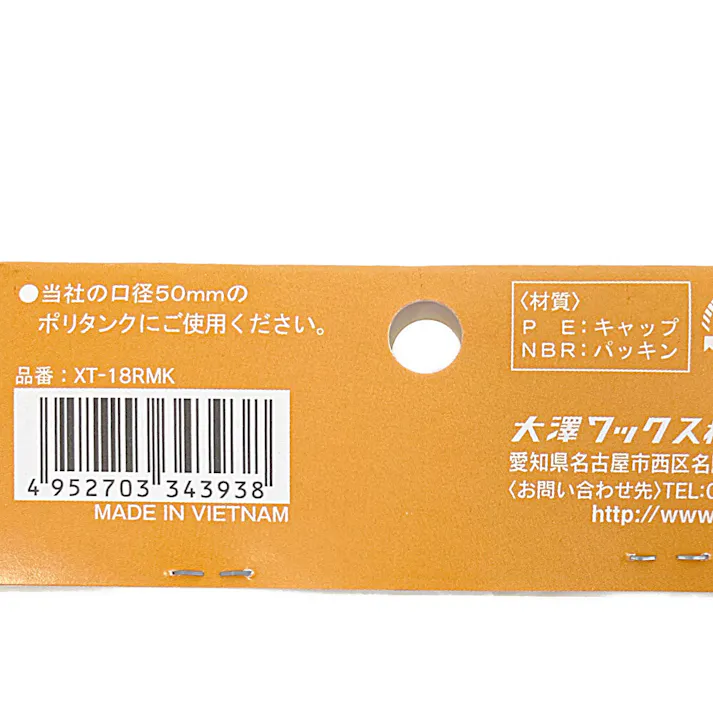 ●当社の口径50mmの
ポリタンクにご使用ください。
品番：XT-18RMK
4 952703 343938
MADE IN VIETNAM
〈材質〉
P E：キャップ
NBR：パッキン
大澤ワックス
愛知県名古屋市西区名
〈お問い合わせ先〉TEL:0
http://www